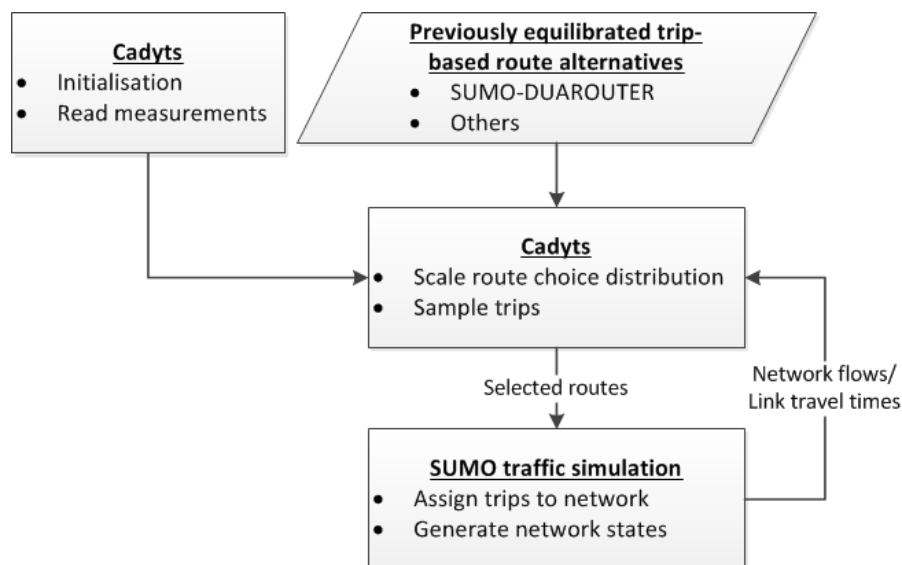 Cadyts
• Initialisation
• Read measurements
Previously equilibrated trip-
based route alternatives
• SUMO-DUAROUTER
• Others
Cadyts
• Scale route choice distribution
• Sample trips
Selected routes
Network flows/
Link travel times
SUMO traffic simulation
• Assign trips to network
• Generate network states